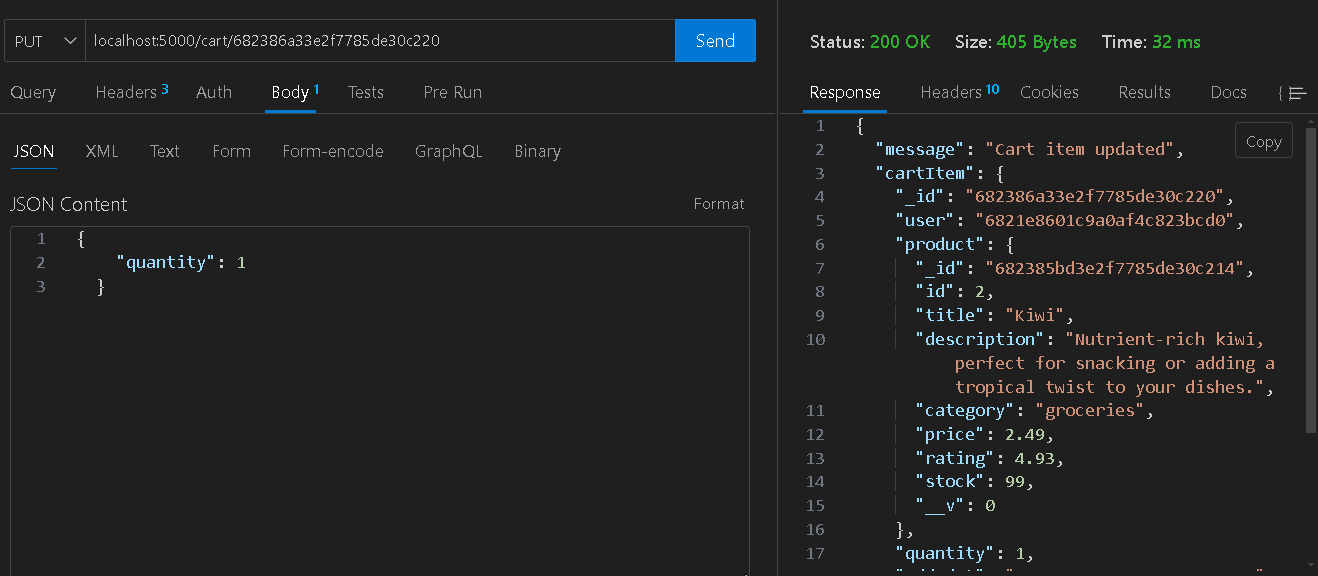 PUT localhost:5000/cart/682386a33e2f7785de30c220 Send
Query Headers 3 Auth Body 1 Tests Pre Run
JSON XML Text Form Form-encode GraphQL Binary
JSON Content Format
1 {
2 "quantity": 1
3 }
Status: 200 OK Size: 405 Bytes Time: 32 ms
Response Headers 10 Cookies Results Docs {
Copy
1 {
2 "message": "Cart item updated",
3 "cartItem": {
4 "_id": "682386a33e2f7785de30c220",
5 "user": "6821e8601c9a0af4c823bcd0",
6 "product": {
7 "_id": "682385bd3e2f7785de30c214",
8 "id": 2,
9 "title": "Kiwi",
10 "description": "Nutrient-rich kiwi,
perfect for snacking or adding a
tropical twist to your dishes.",
11 "category": "groceries",
12 "price": 2.49,
13 "rating": 4.93,
14 "stock": 99,
15 "__v": 0
16 },
17 "quantity": 1,